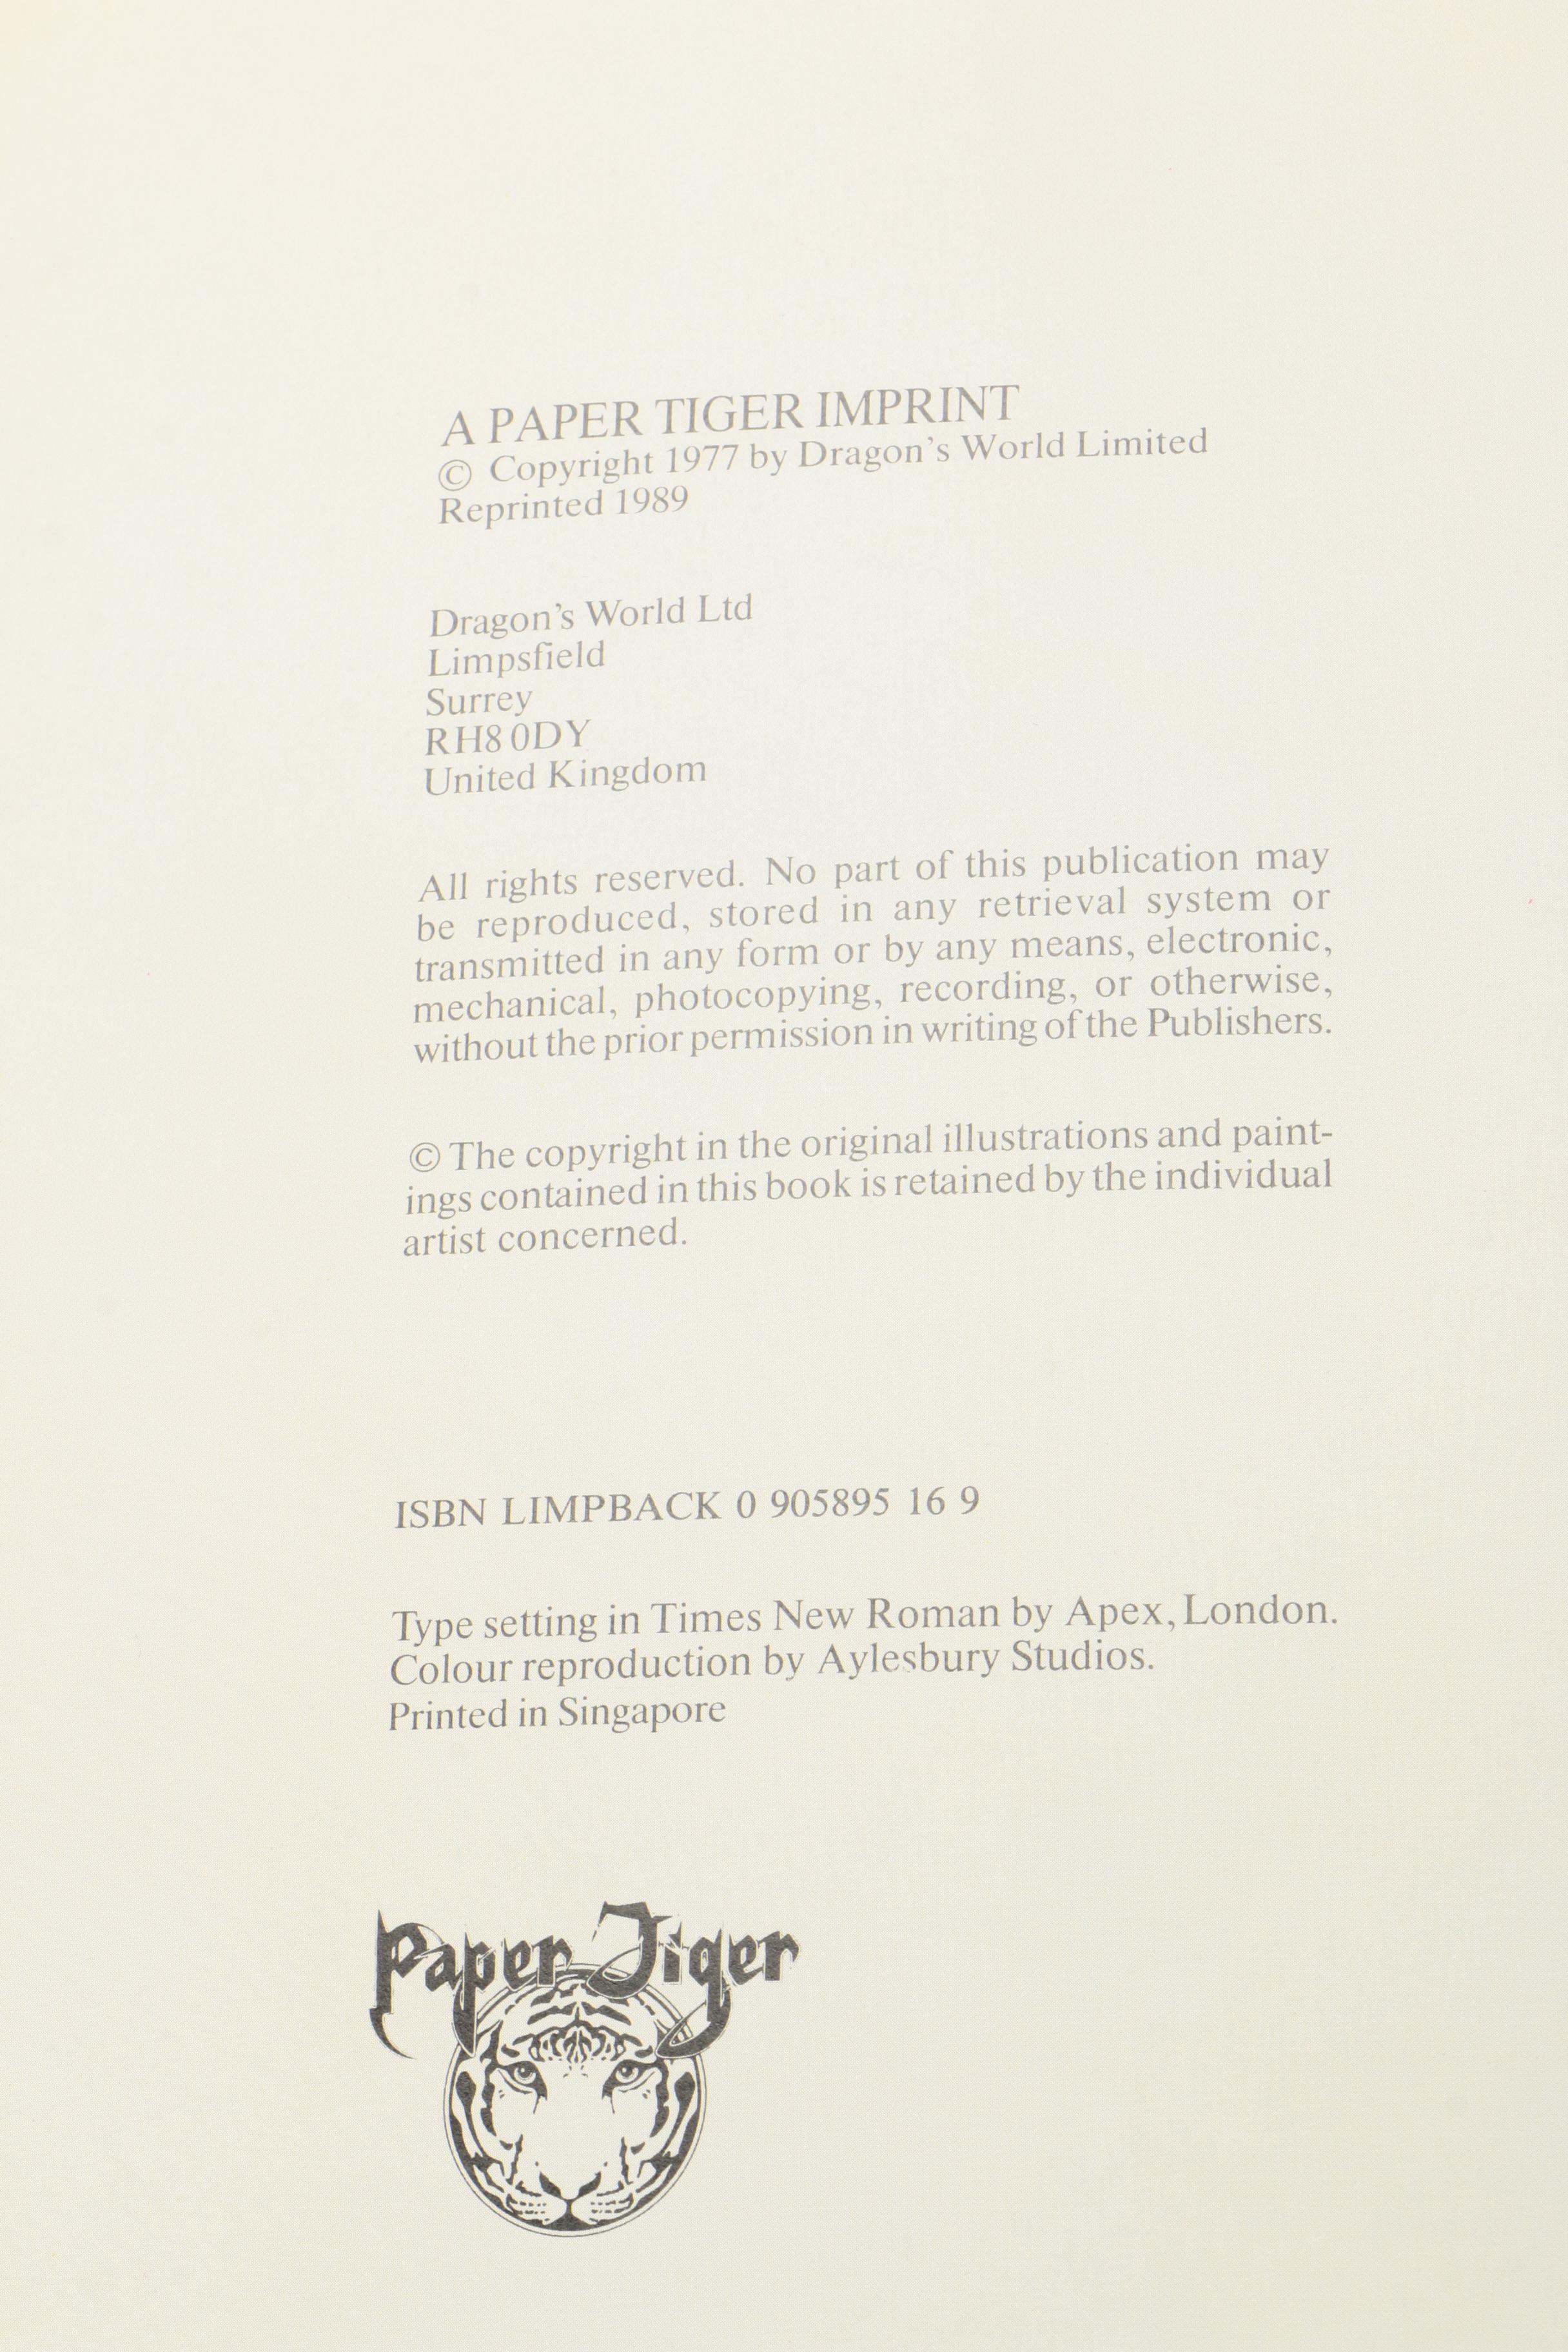 A PAPER TIGER IMPRINT
© Copyright 1977 by Dragon's World Limited
Reprinted 1989
Dragon's World Ltd
Limpsfield
Surrey
RH8 0DY
United Kingdom
All rights reserved. No part of this publication may
be reproduced, stored in any retrieval system or
transmitted in any form or by any means, electronic,
mechanical, photocopying, recording, or otherwise,
without the prior permission in writing of the Publishers.
© The copyright in the original illustrations and paint-
ings contained in this book is retained by the individual
artist concerned.
ISBN LIMPBACK 0 905895 16 9
Type setting in Times New Roman by Apex, London.
Colour reproduction by Aylesbury Studios.
Printed in Singapore
Paper Tiger